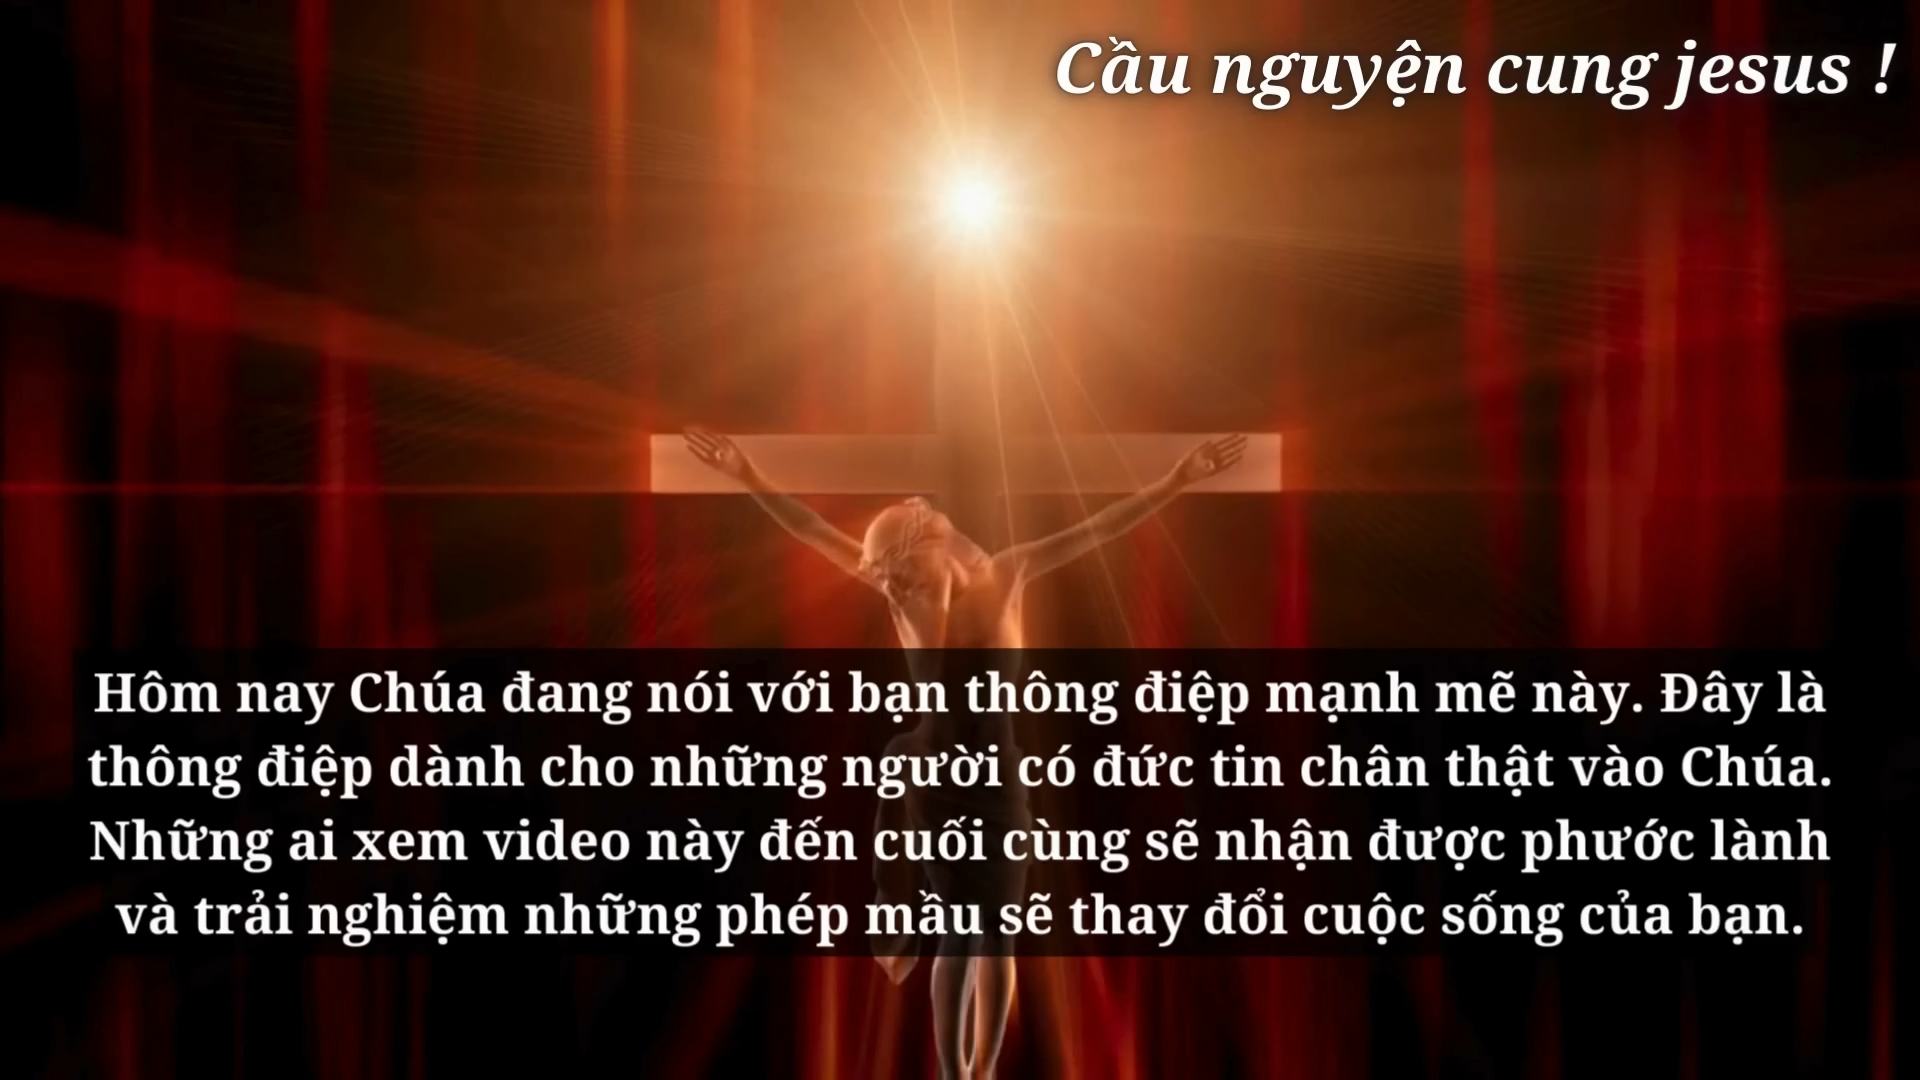 Cầu nguyện cung jesus !
Hôm nay Chúa đang nói với bạn thông điệp mạnh mẽ này. Đây là
thông điệp dành cho những người có đức tin chân thật vào Chúa.
Những ai xem video này đến cuối cùng sẽ nhận được phước lành
và trải nghiệm những phép mầu sẽ thay đổi cuộc sống của bạn.